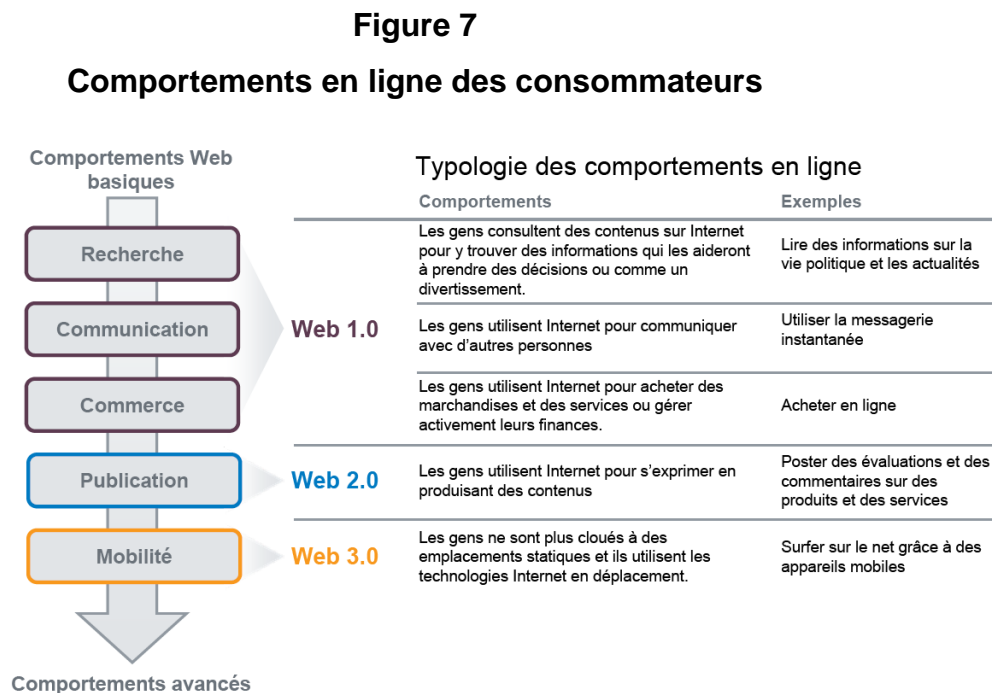 Figure 7
Comportements en ligne des consommateurs
Comportements Web
basiques
Typologie des comportements en ligne
Comportements
Exemples
Recherche
Communication
Commerce
Web 1.0
Les gens consultent des contenus sur Internet
pour y trouver des informations qui les aideront
à prendre des décisions ou comme un
divertissement.
Lire des informations sur la
vie politique et les actualités
Les gens utilisent Internet pour communiquer
avec d'autres personnes
Utiliser la messagerie
instantanée
Les gens utilisent Internet pour acheter des
marchandises et des services ou gérer
activement leurs finances.
Acheter en ligne
Publication
Web 2.0
Les gens utilisent Internet pour s'exprimer en
produisant des contenus
Poster des évaluations et des
commentaires sur des
produits et des services
Mobilité
Web 3.0
Les gens ne sont plus cloués à des
emplacements statiques et ils utilisent les
technologies Internet en déplacement.
Surfer sur le net grâce à des
appareils mobiles
Comportements avancés